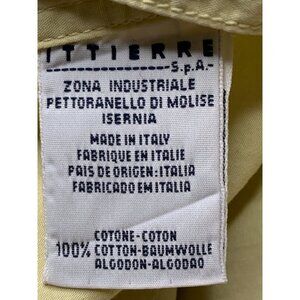 ITTIERRE
S.p.A.
ZONA INDUSTRIALE
PETTORANELLO DI MOLISE
ISERNIA
MADE IN ITALY
FABRIQUE EN ITALIE
PAIS DE ORIGEN: ITALIA
FABRICADO EM ITALIA
COTONE-COTON
100% COTTON-BAUMWOLLE
ALGODON-ALGODAO